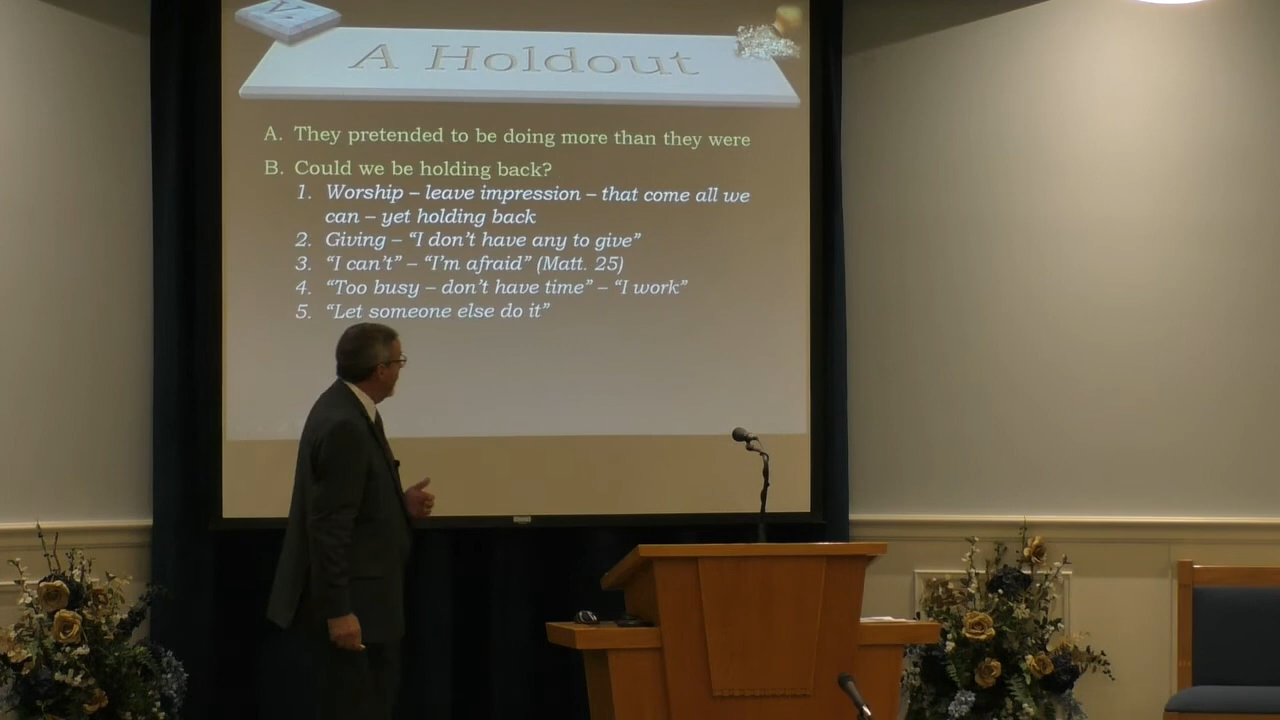 V.
A Holdout
A. They pretended to be doing more than they were
B. Could we be holding back?
1. Worship – leave impression – that come all we
can – yet holding back
2. Giving – “I don’t have any to give”
3. “I can’t” – “I’m afraid” (Matt. 25)
4. “Too busy – don’t have time” – “I work”
5. “Let someone else do it”